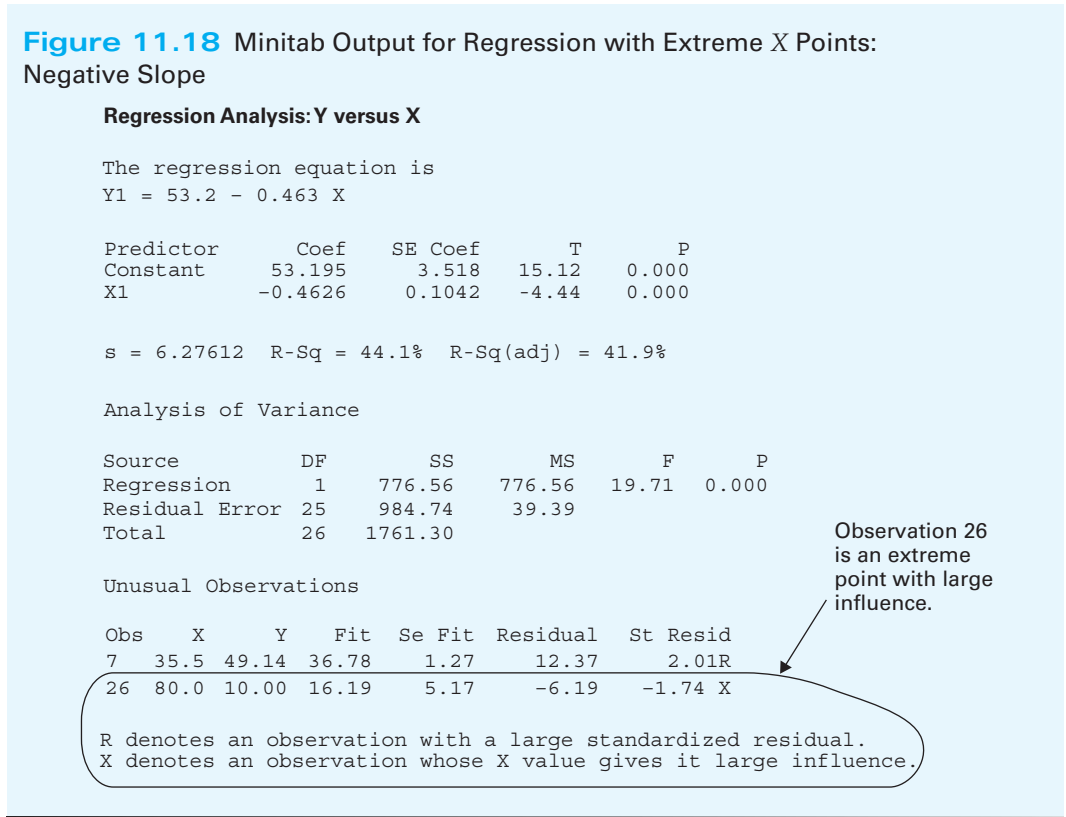 Figure 11.18 Minitab Output for Regression with Extreme X Points:
Negative Slope
Regression Analysis: Y versus X
The regression equation is
Y1 = 53.2 – 0.463 X
Predictor Coef SE Coef T P
Constant 53.195 3.518 15.12 0.000
X1 –0.4626 0.1042 -4.44 0.000
s = 6.27612 R-Sq = 44.1% R-Sq(adj) = 41.9%
Analysis of Variance
Source DF SS MS F P
Regression 1 776.56 776.56 19.71 0.000
Residual Error 25 984.74 39.39
Total 26 1761.30
Observation 26
is an extreme
point with large
influence.
Unusual Observations
Obs X Y Fit Se Fit Residual St Resid
7 35.5 49.14 36.78 1.27 12.37 2.01R
26 80.0 10.00 16.19 5.17 –6.19 –1.74 X
R denotes an observation with a large standardized residual.
X denotes an observation whose X value gives it large influence.